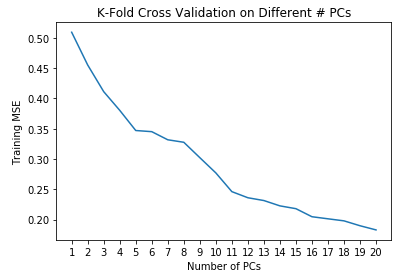 K-Fold Cross Validation on Different # PCs
0.50
0.45
0.40
0.35
0.30
0.25
0.20
Training MSE
1 2 3 4 5 6 7 8 9 10 11 12 13 14 15 16 17 18 19 20
Number of PCs